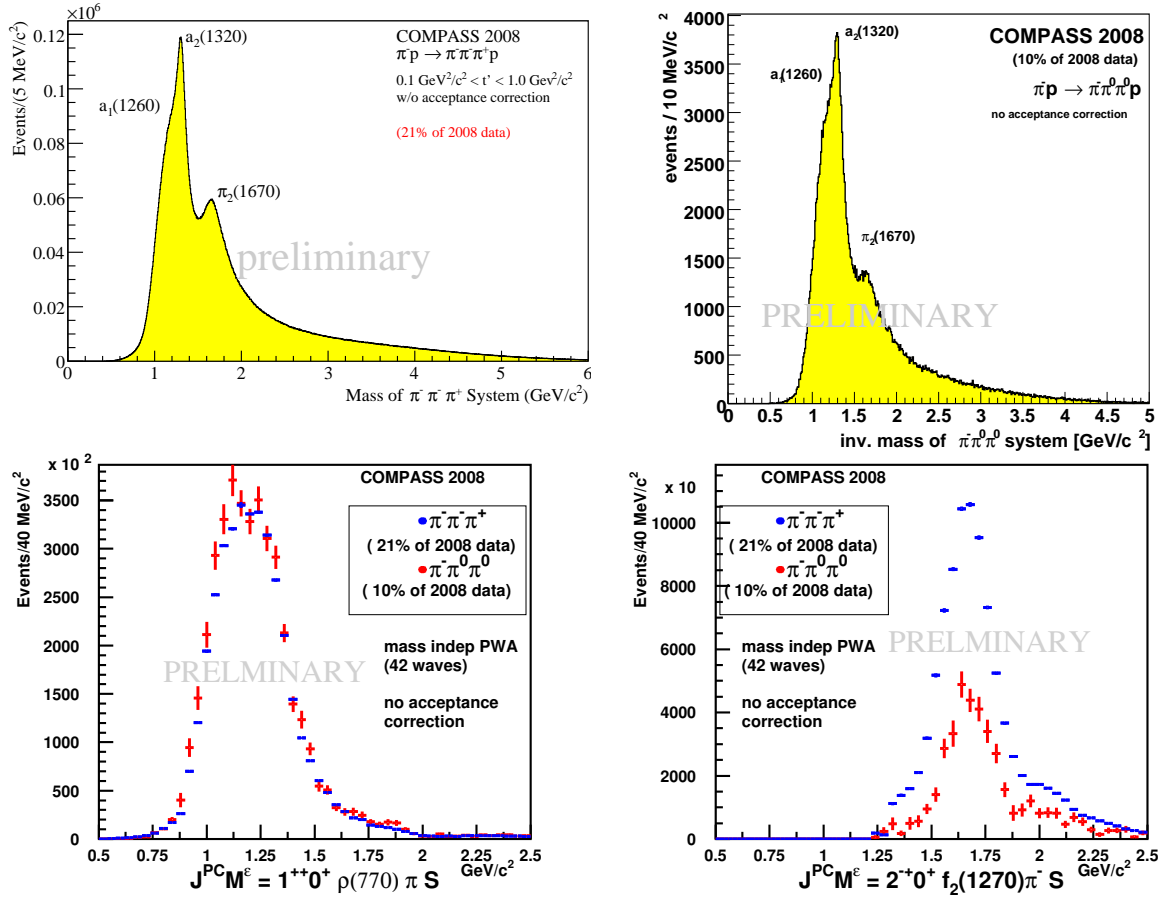 ×10⁶
Events/(5 MeV/c²)
0.12
0.1
0.08
0.06
0.04
0.02
0
a₂(1320)
a₁(1260)
π₂(1670)
COMPASS 2008
π⁻p → π⁻π⁻π⁺p
0.1 GeV²/c² < t' < 1.0 Gev²/c²
w/o acceptance correction
(21% of 2008 data)
preliminary
0 1 2 3 4 5 6
Mass of π⁻ π⁻ π⁺ System (GeV/c²)
events / 10 MeV/c²
4000
3500
3000
2500
2000
1500
1000
500
0
a₂(1320)
a₁(1260)
π₂(1670)
COMPASS 2008
(10% of 2008 data)
π⁻p → π⁻π⁰π⁰p
no acceptance correction
PRELIMINARY
0 0.5 1 1.5 2 2.5 3 3.5 4 4.5 5
inv. mass of π⁻π⁰π⁰ system [GeV/c²]
x 10²
Events/40 MeV/c²
3500
3000
2500
2000
1500
1000
500
0
COMPASS 2008
π⁻π⁻π⁺
( 21% of 2008 data)
π⁻π⁰π⁰
( 10% of 2008 data)
mass indep PWA
(42 waves)
PRELMINARY
no acceptance
correction
0.5 0.75 1 1.25 1.5 1.75 2 2.25 2.5
GeV/c²
J^PC M^ε = 1⁺⁺0⁺ ρ(770) π S
x 10
Events/40 MeV/c²
10000
8000
6000
4000
2000
0
COMPASS 2008
π⁻π⁻π⁺
( 21% of 2008 data)
π⁻π⁰π⁰
( 10% of 2008 data)
mass indep PWA
(42 waves)
PRELMINARY
no acceptance
correction
0.5 0.75 1 1.25 1.5 1.75 2 2.25 2.5
GeV/c²
J^PC M^ε = 2⁻⁺0⁺ f₂(1270)π⁻ S